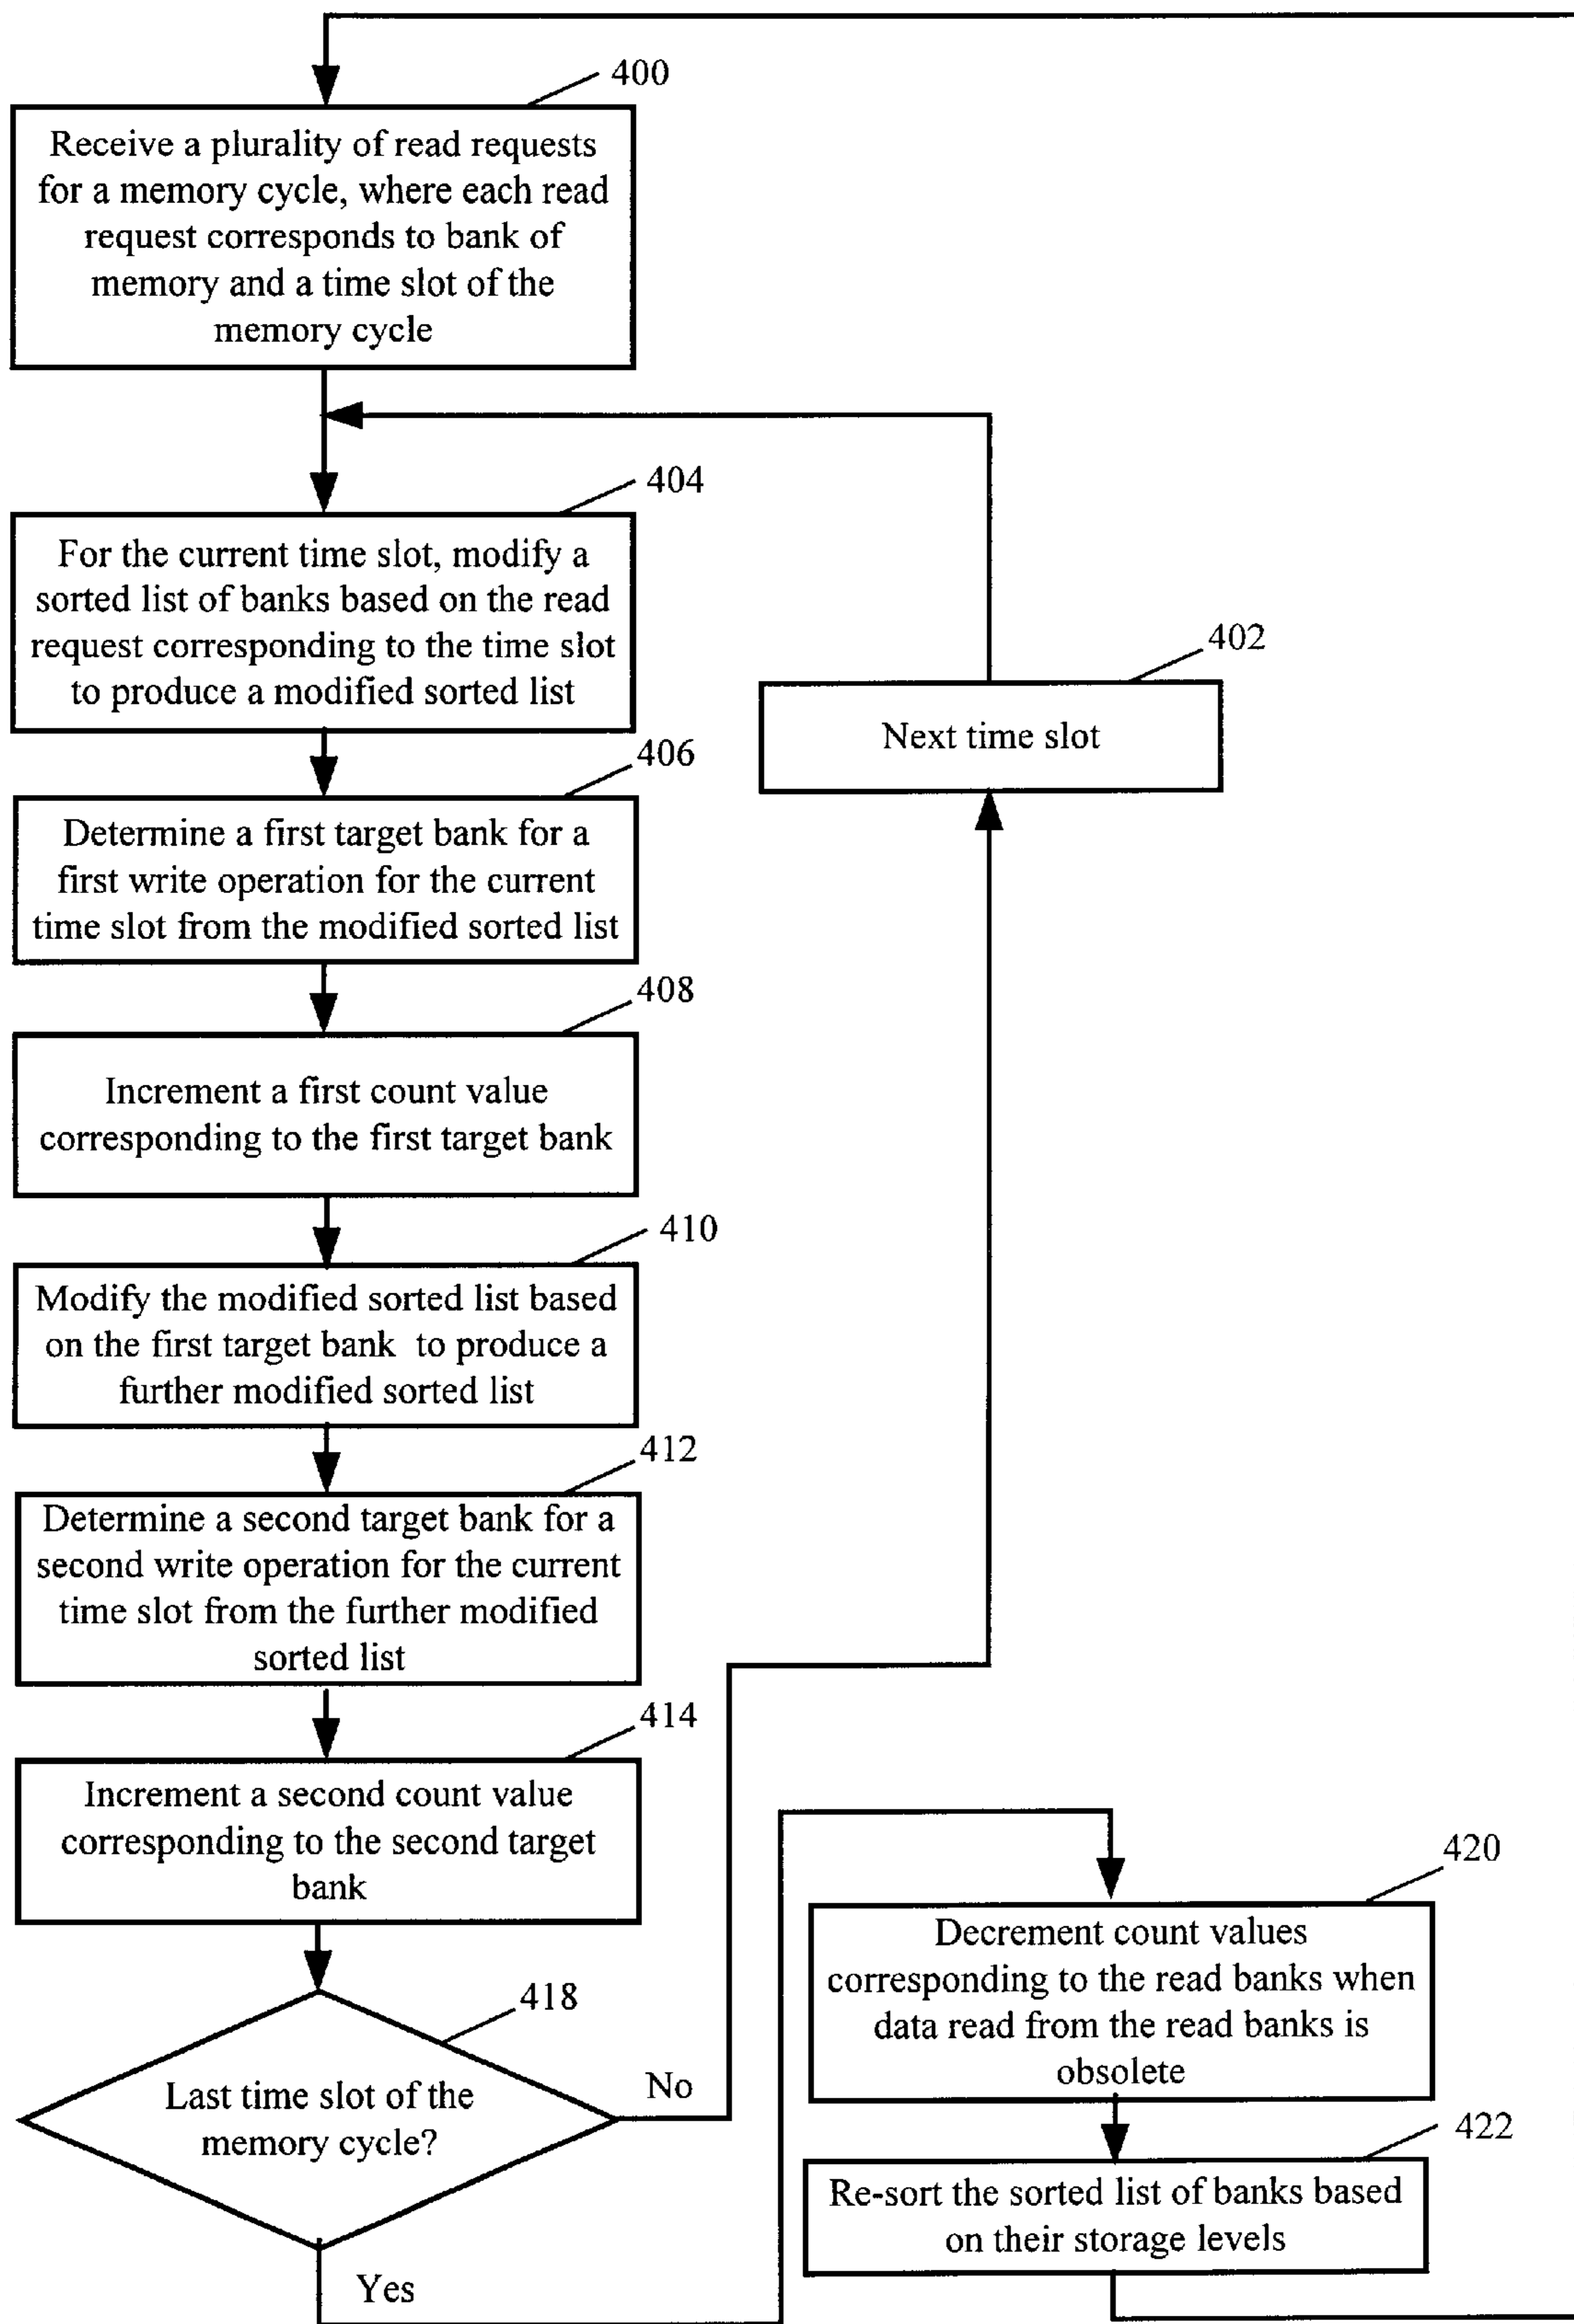 400
Receive a plurality of read requests
for a memory cycle, where each read
request corresponds to bank of
memory and a time slot of the
memory cycle
404
For the current time slot, modify a
sorted list of banks based on the read
request corresponding to the time slot
to produce a modified sorted list
402
Next time slot
406
Determine a first target bank for a
first write operation for the current
time slot from the modified sorted list
408
Increment a first count value
corresponding to the first target bank
410
Modify the modified sorted list based
on the first target bank to produce a
further modified sorted list
412
Determine a second target bank for a
second write operation for the current
time slot from the further modified
sorted list
414
Increment a second count value
corresponding to the second target
bank
418
Last time slot of the
memory cycle?
No
Yes
420
Decrement count values
corresponding to the read banks when
data read from the read banks is
obsolete
422
Re-sort the sorted list of banks based
on their storage levels